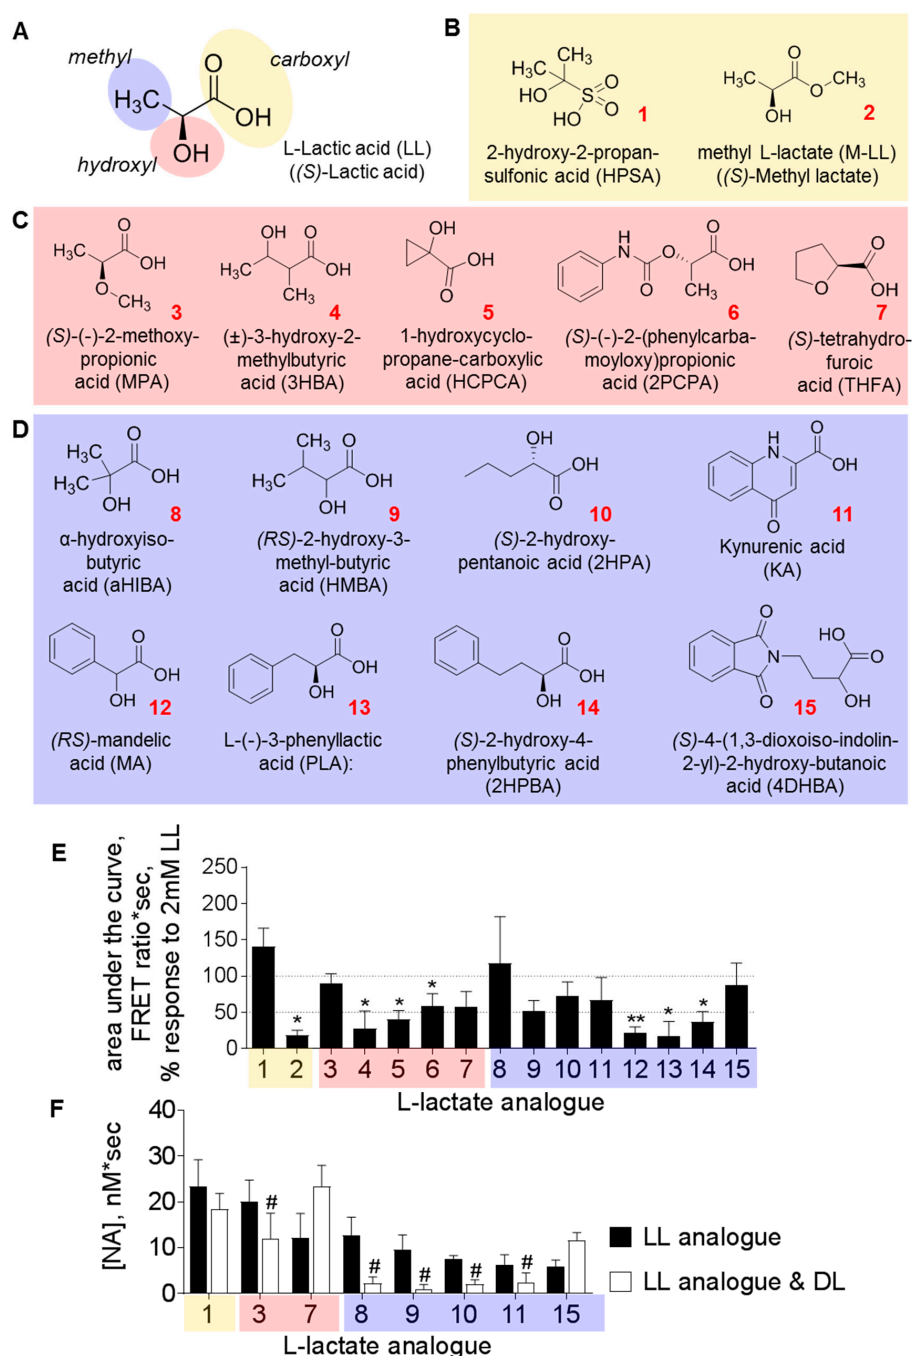 A
methyl
carboxyl
O
H₃C
OH
OH
hydroxyl
L-Lactic acid (LL)
((S)-Lactic acid)
B
CH₃
H₃C
HO
S
O
O
HO
1
2-hydroxy-2-propan-
sulfonic acid (HPSA)
O
H₃C
O
CH₃
OH
2
methyl L-lactate (M-LL)
((S)-Methyl lactate)
C
O
H₃C
OH
O
CH₃
3
(S)-(-)-2-methoxy-
propionic
acid (MPA)
OH
O
H₃C
OH
CH₃
4
(±)-3-hydroxy-2-
methylbutyric
acid (3HBA)
OH
OH
O
5
1-hydroxycyclo-
propane-carboxylic
acid (HCPCA)
H
N
O
O
O
OH
CH₃
6
(S)-(-)-2-(phenylcarba-
moyloxy)propionic
acid (2PCPA)
O
O
OH
7
(S)-tetrahydro-
furoic
acid (THFA)
D
H₃C
O
H₃C
OH
OH
8
α-hydroxyiso-
butyric
acid (aHIBA)
CH₃
O
H₃C
OH
OH
9
(RS)-2-hydroxy-3-
methyl-butyric
acid (HMBA)
OH
OH
O
10
(S)-2-hydroxy-
pentanoic acid (2HPA)
H
N
O
OH
O
11
Kynurenic acid
(KA)
O
OH
OH
12
(RS)-mandelic
acid (MA)
O
OH
OH
13
L-(-)-3-phenyllactic
acid (PLA):
O
OH
OH
14
(S)-2-hydroxy-4-
phenylbutyric acid
(2HPBA)
O
N
O
HO
O
OH
15
(S)-4-(1,3-dioxoiso-indolin-
2-yl)-2-hydroxy-butanoic
acid (4DHBA)
E
area under the curve,
FRET ratio*sec,
% response to 2mM LL
250
200
150
100
50
0
* * * * ** * *
1 2 3 4 5 6 7 8 9 10 11 12 13 14 15
L-lactate analogue
F
[NA], nM*sec
40
30
20
10
0
# # # # #
1 3 7 8 9 10 11 15
L-lactate analogue
LL analogue
LL analogue & DL